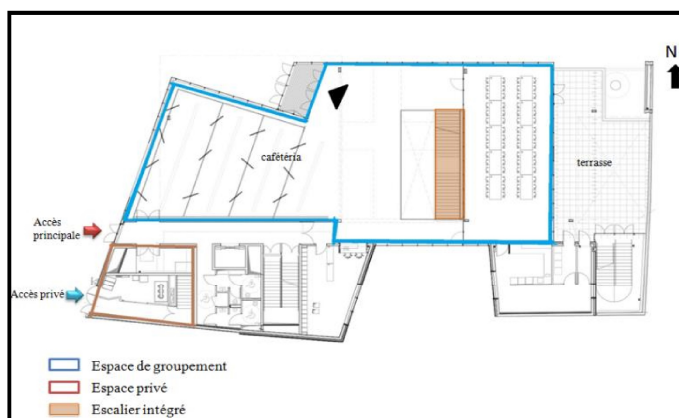 N
cafétéria
terrasse
Accès
principale
Accès privé
Espace de groupement
Espace privé
Escalier intégré